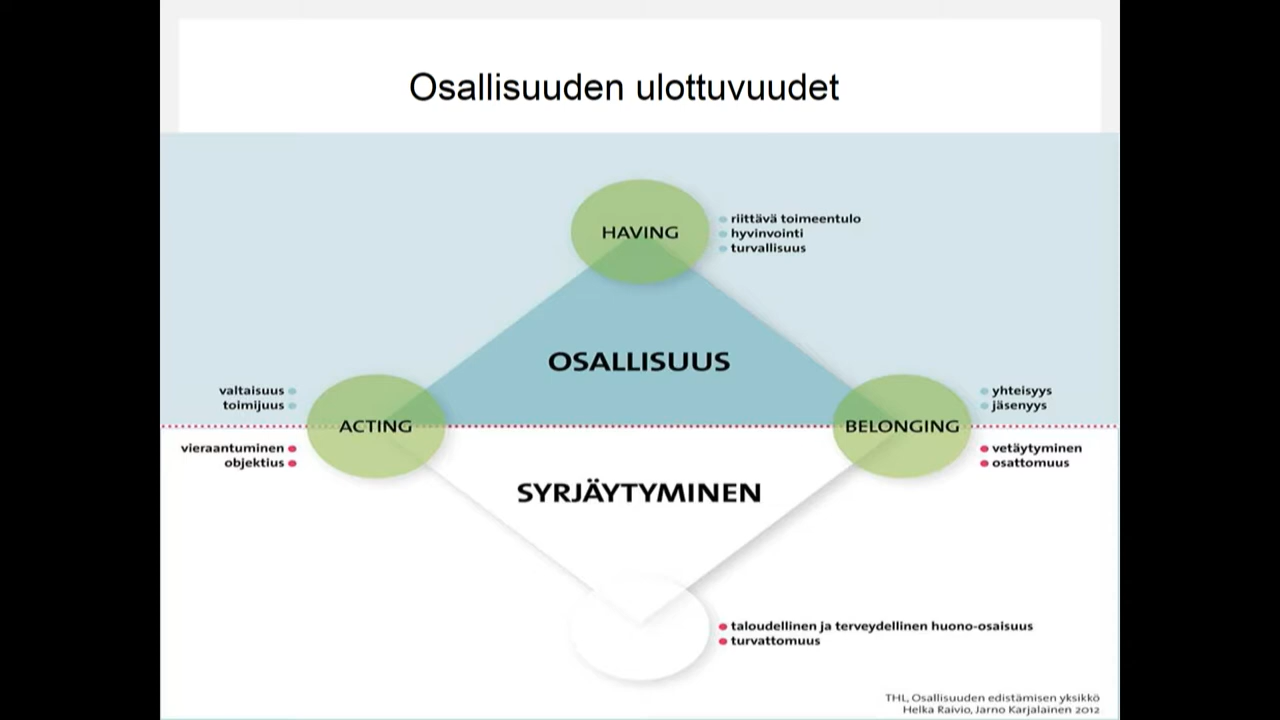 Osallisuuden ulottuvuudet
HAVING
riittävä toimeentulo
hyvinvointi
turvallisuus
OSALLISUUS
valtaisuus
toimijuus
ACTING
vieraantuminen
objektius
yhteisyys
jäsenyys
BELONGING
vetäytyminen
osattomuus
SYRJÄYTYMINEN
taloudellinen ja terveydellinen huono-osaisuus
turvattomuus
THL, Osallisuuden edistämisen yksikkö
Helka Raivio, Jarno Karjalainen 2012